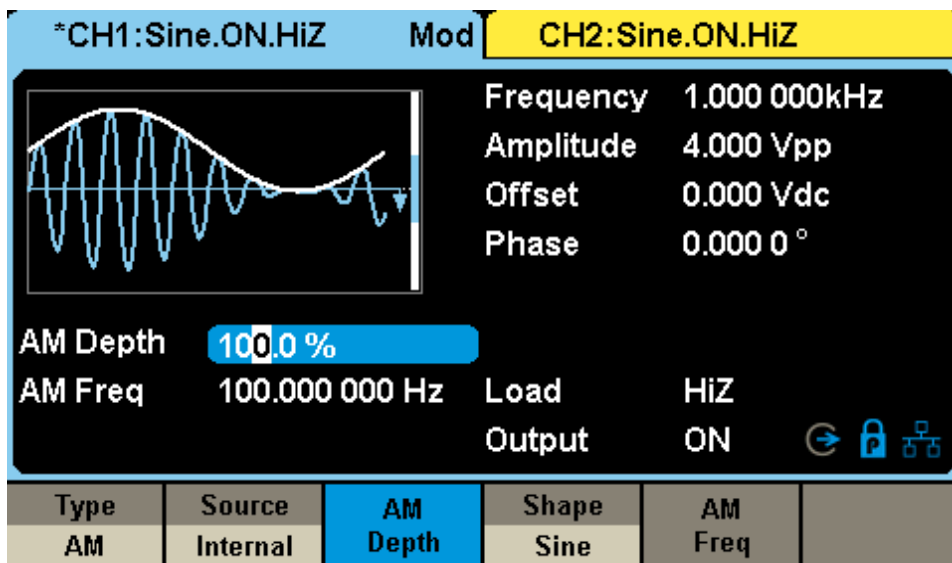 *CH1:Sine.ON.HiZ Mod CH2:Sine.ON.HiZ
Frequency 1.000 000kHz
Amplitude 4.000 Vpp
Offset 0.000 Vdc
Phase 0.000 0 °
AM Depth 100.0 %
AM Freq 100.000 000 Hz Load HiZ
Output ON P
Type Source AM Shape AM
AM Internal Depth Sine Freq